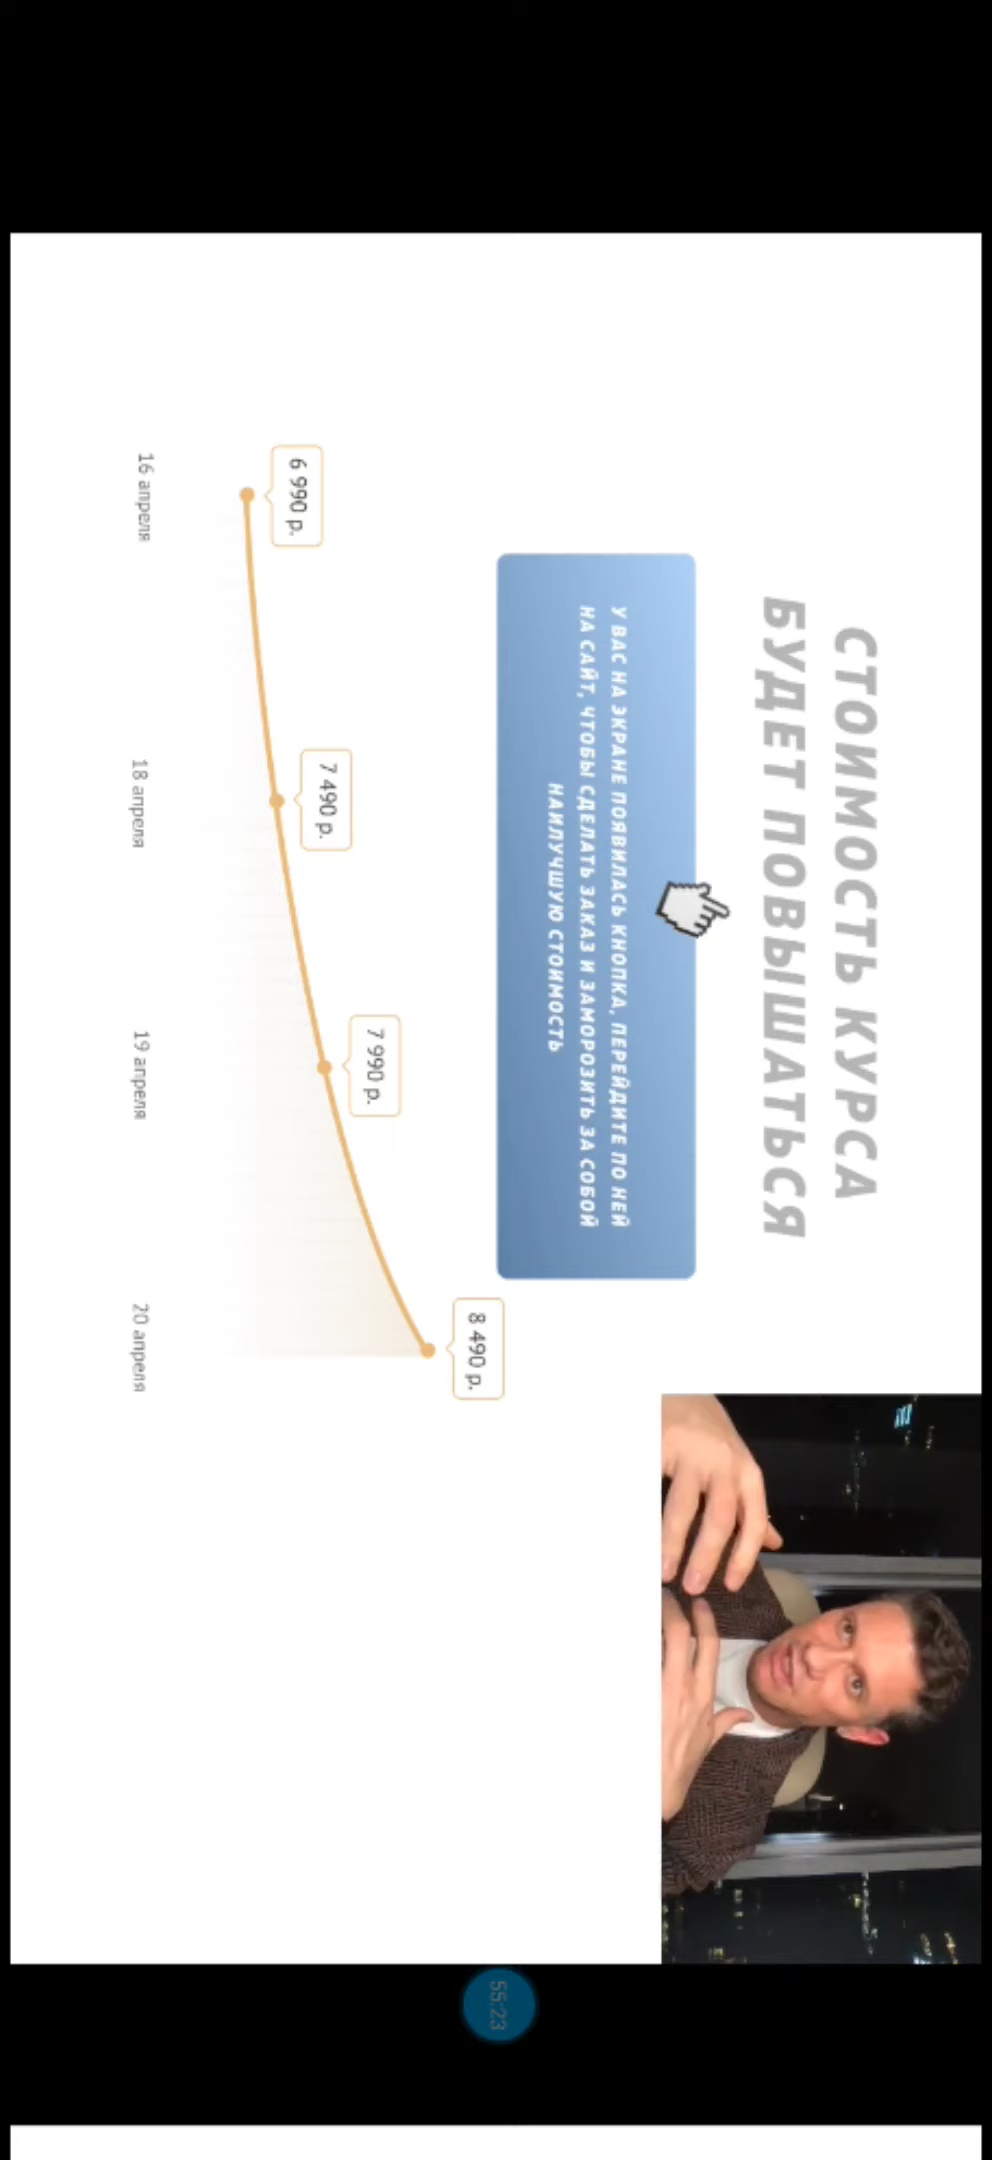 СТОИМОСТЬ КУРСА
БУДЕТ ПОВЫШАТЬСЯ
У ВАС НА ЭКРАНЕ ПОЯВИЛАСЬ КНОПКА, ПЕРЕЙДИТЕ ПО НЕЙ
НА САЙТ, ЧТОБЫ СДЕЛАТЬ ЗАКАЗ И ЗАМОРОЗИТЬ ЗА СОБОЙ
НАИЛУЧШУЮ СТОИМОСТЬ
8 490 р.
7 990 р.
7 490 р.
6 990 р.
16 апреля
18 апреля
19 апреля
20 апреля
55:23